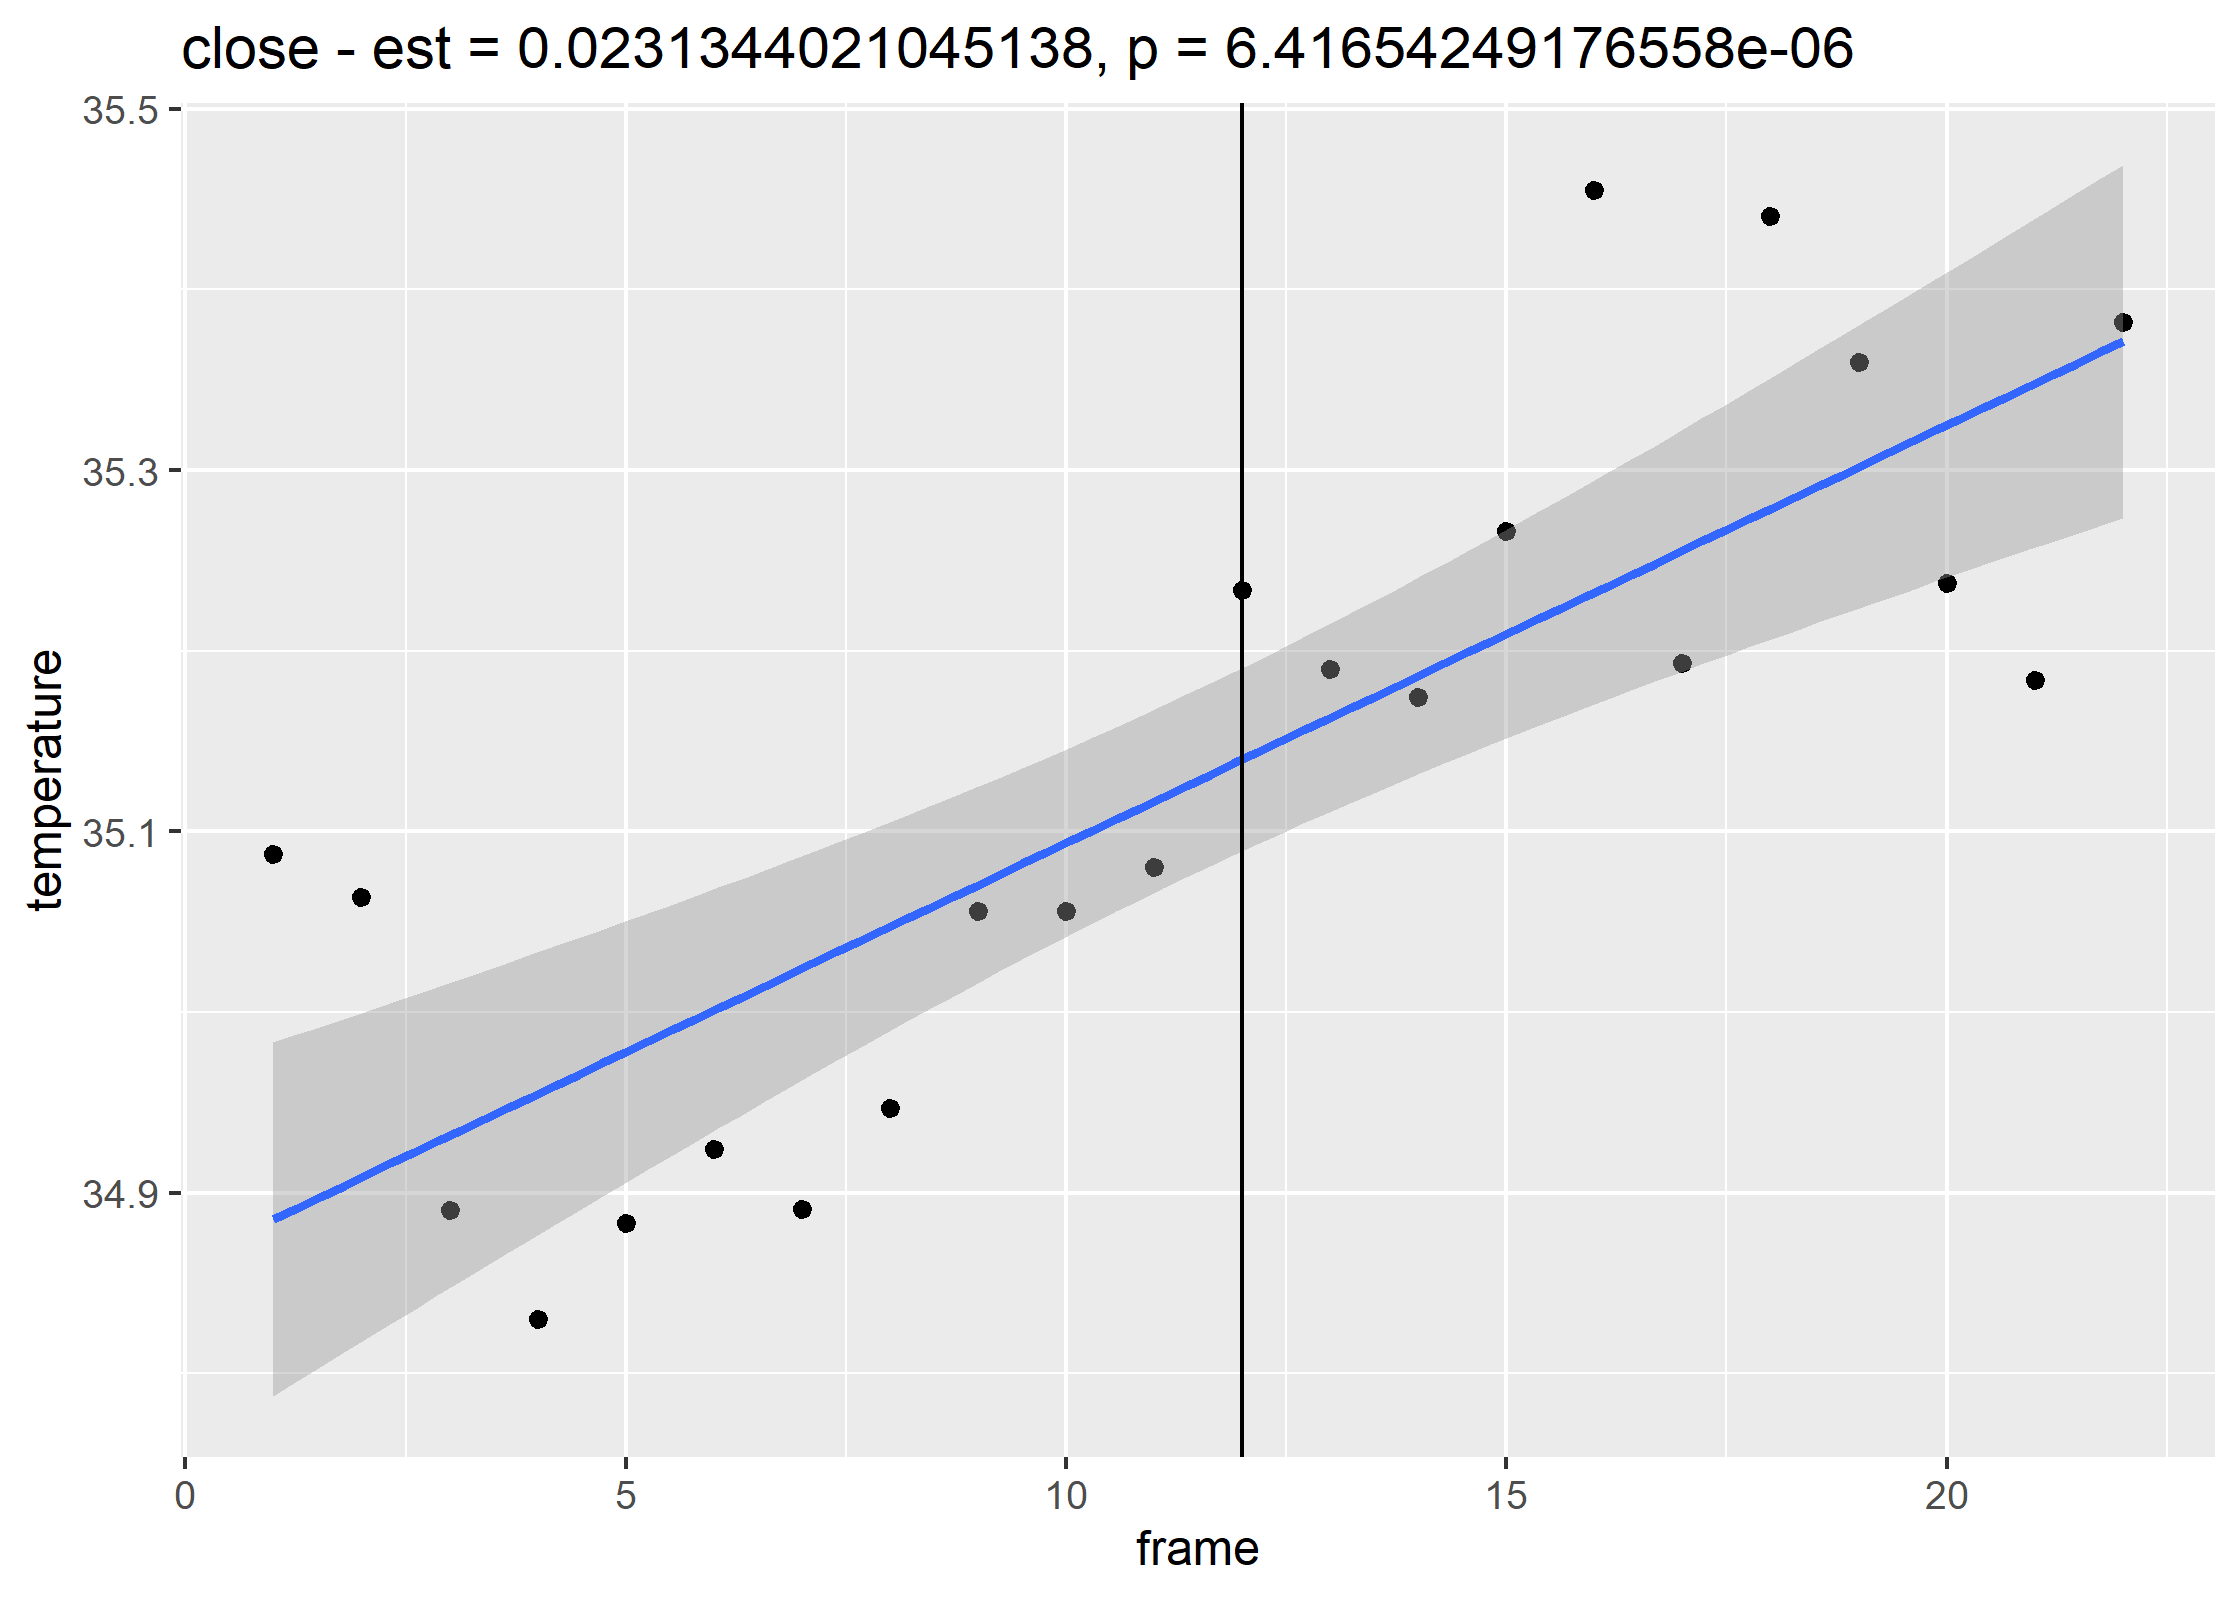 close - est = 0.0231344021045138, p = 6.41654249176558e-06
35.5
35.3
35.1
34.9
temperature
0 5 10 15 20
frame